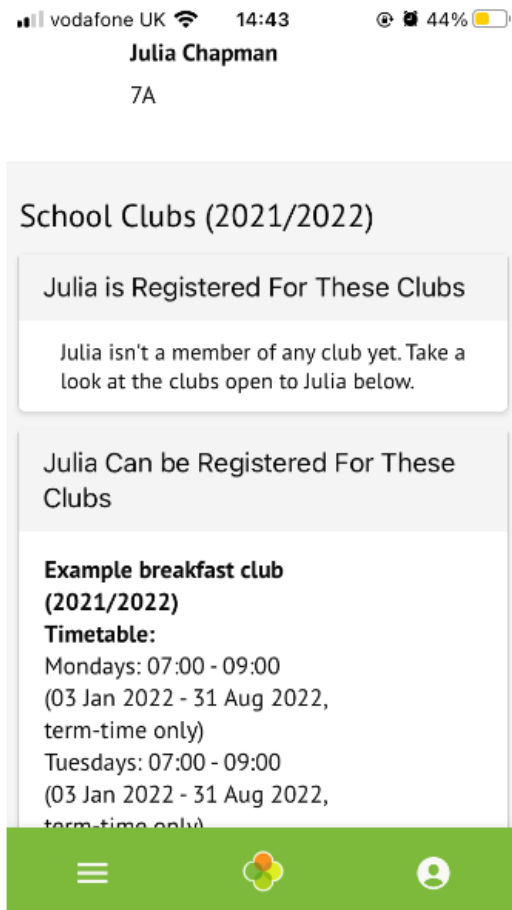 vodafone UK 14:43 44%
Julia Chapman
7A
School Clubs (2021/2022)
Julia is Registered For These Clubs
Julia isn't a member of any club yet. Take a
look at the clubs open to Julia below.
Julia Can be Registered For These
Clubs
Example breakfast club
(2021/2022)
Timetable:
Mondays: 07:00 - 09:00
(03 Jan 2022 - 31 Aug 2022,
term-time only)
Tuesdays: 07:00 - 09:00
(03 Jan 2022 - 31 Aug 2022,
term-time only)